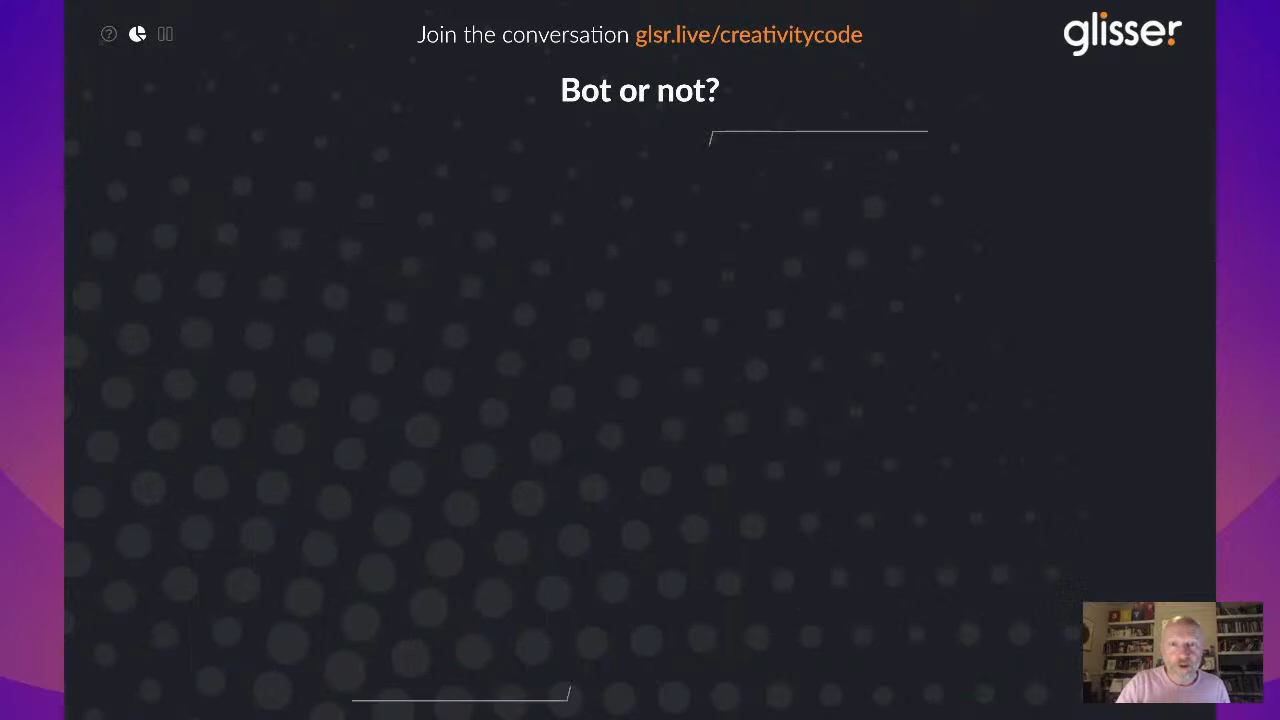 Join the conversation glsr.live/creativitycode
glisser.
Bot or not?